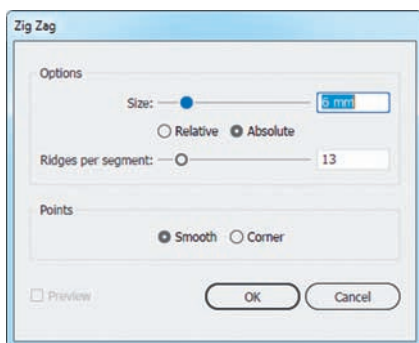 Zig Zag
Options
Size: 6 mm
Relative Absolute
Ridges per segment: 13
Points
Smooth Corner
Preview OK Cancel